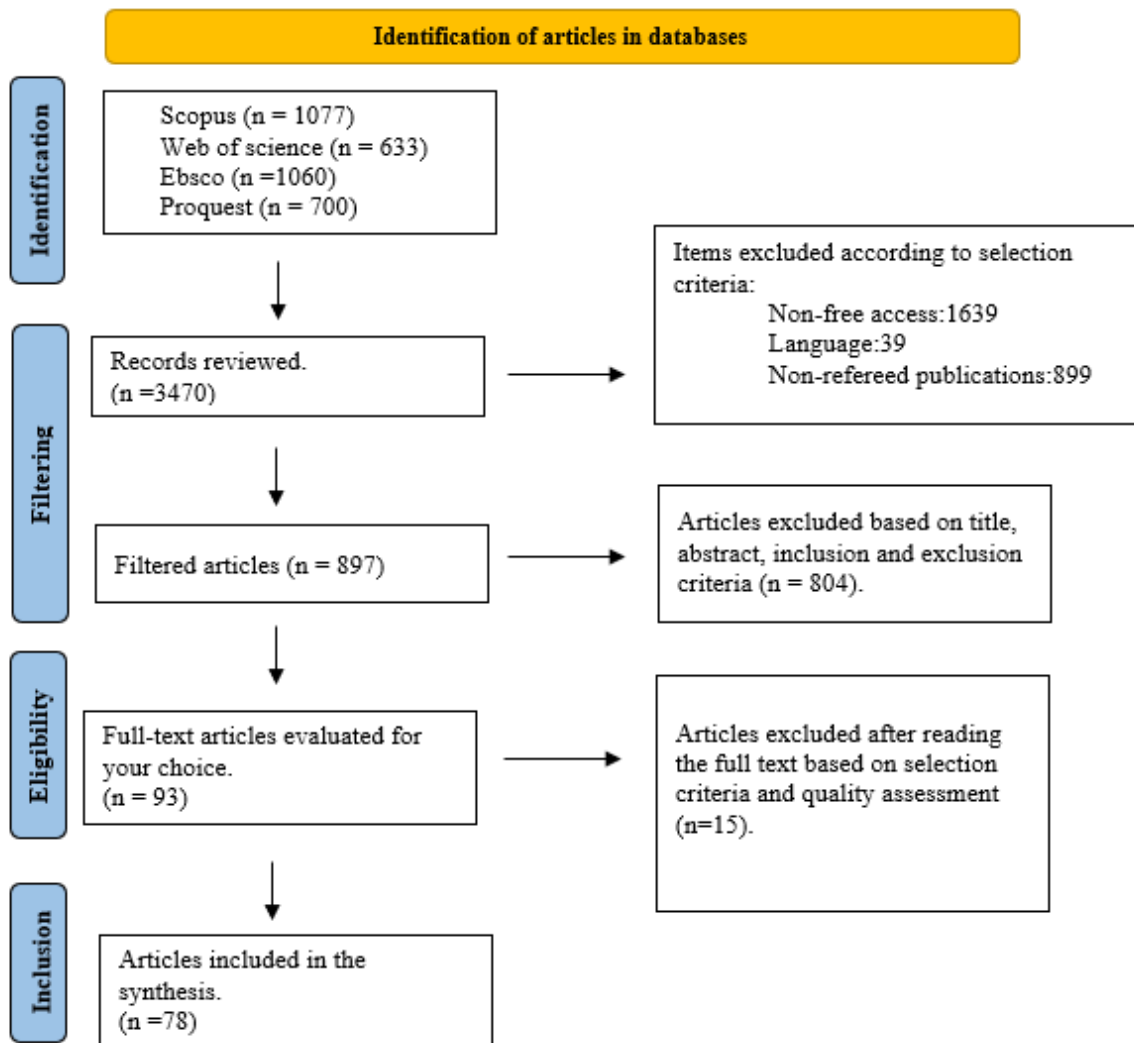 Identification of articles in databases
Identification
Scopus (n = 1077)
Web of science (n = 633)
Ebsco (n =1060)
Proquest (n = 700)
Items excluded according to selection
criteria:
Non-free access:1639
Language:39
Non-refereed publications:899
Filtering
Records reviewed.
(n =3470)
Filtered articles (n = 897)
Articles excluded based on title,
abstract, inclusion and exclusion
criteria (n = 804).
Eligibility
Full-text articles evaluated for
your choice.
(n = 93)
Articles excluded after reading
the full text based on selection
criteria and quality assessment
(n=15).
Inclusion
Articles included in the
synthesis.
(n =78)